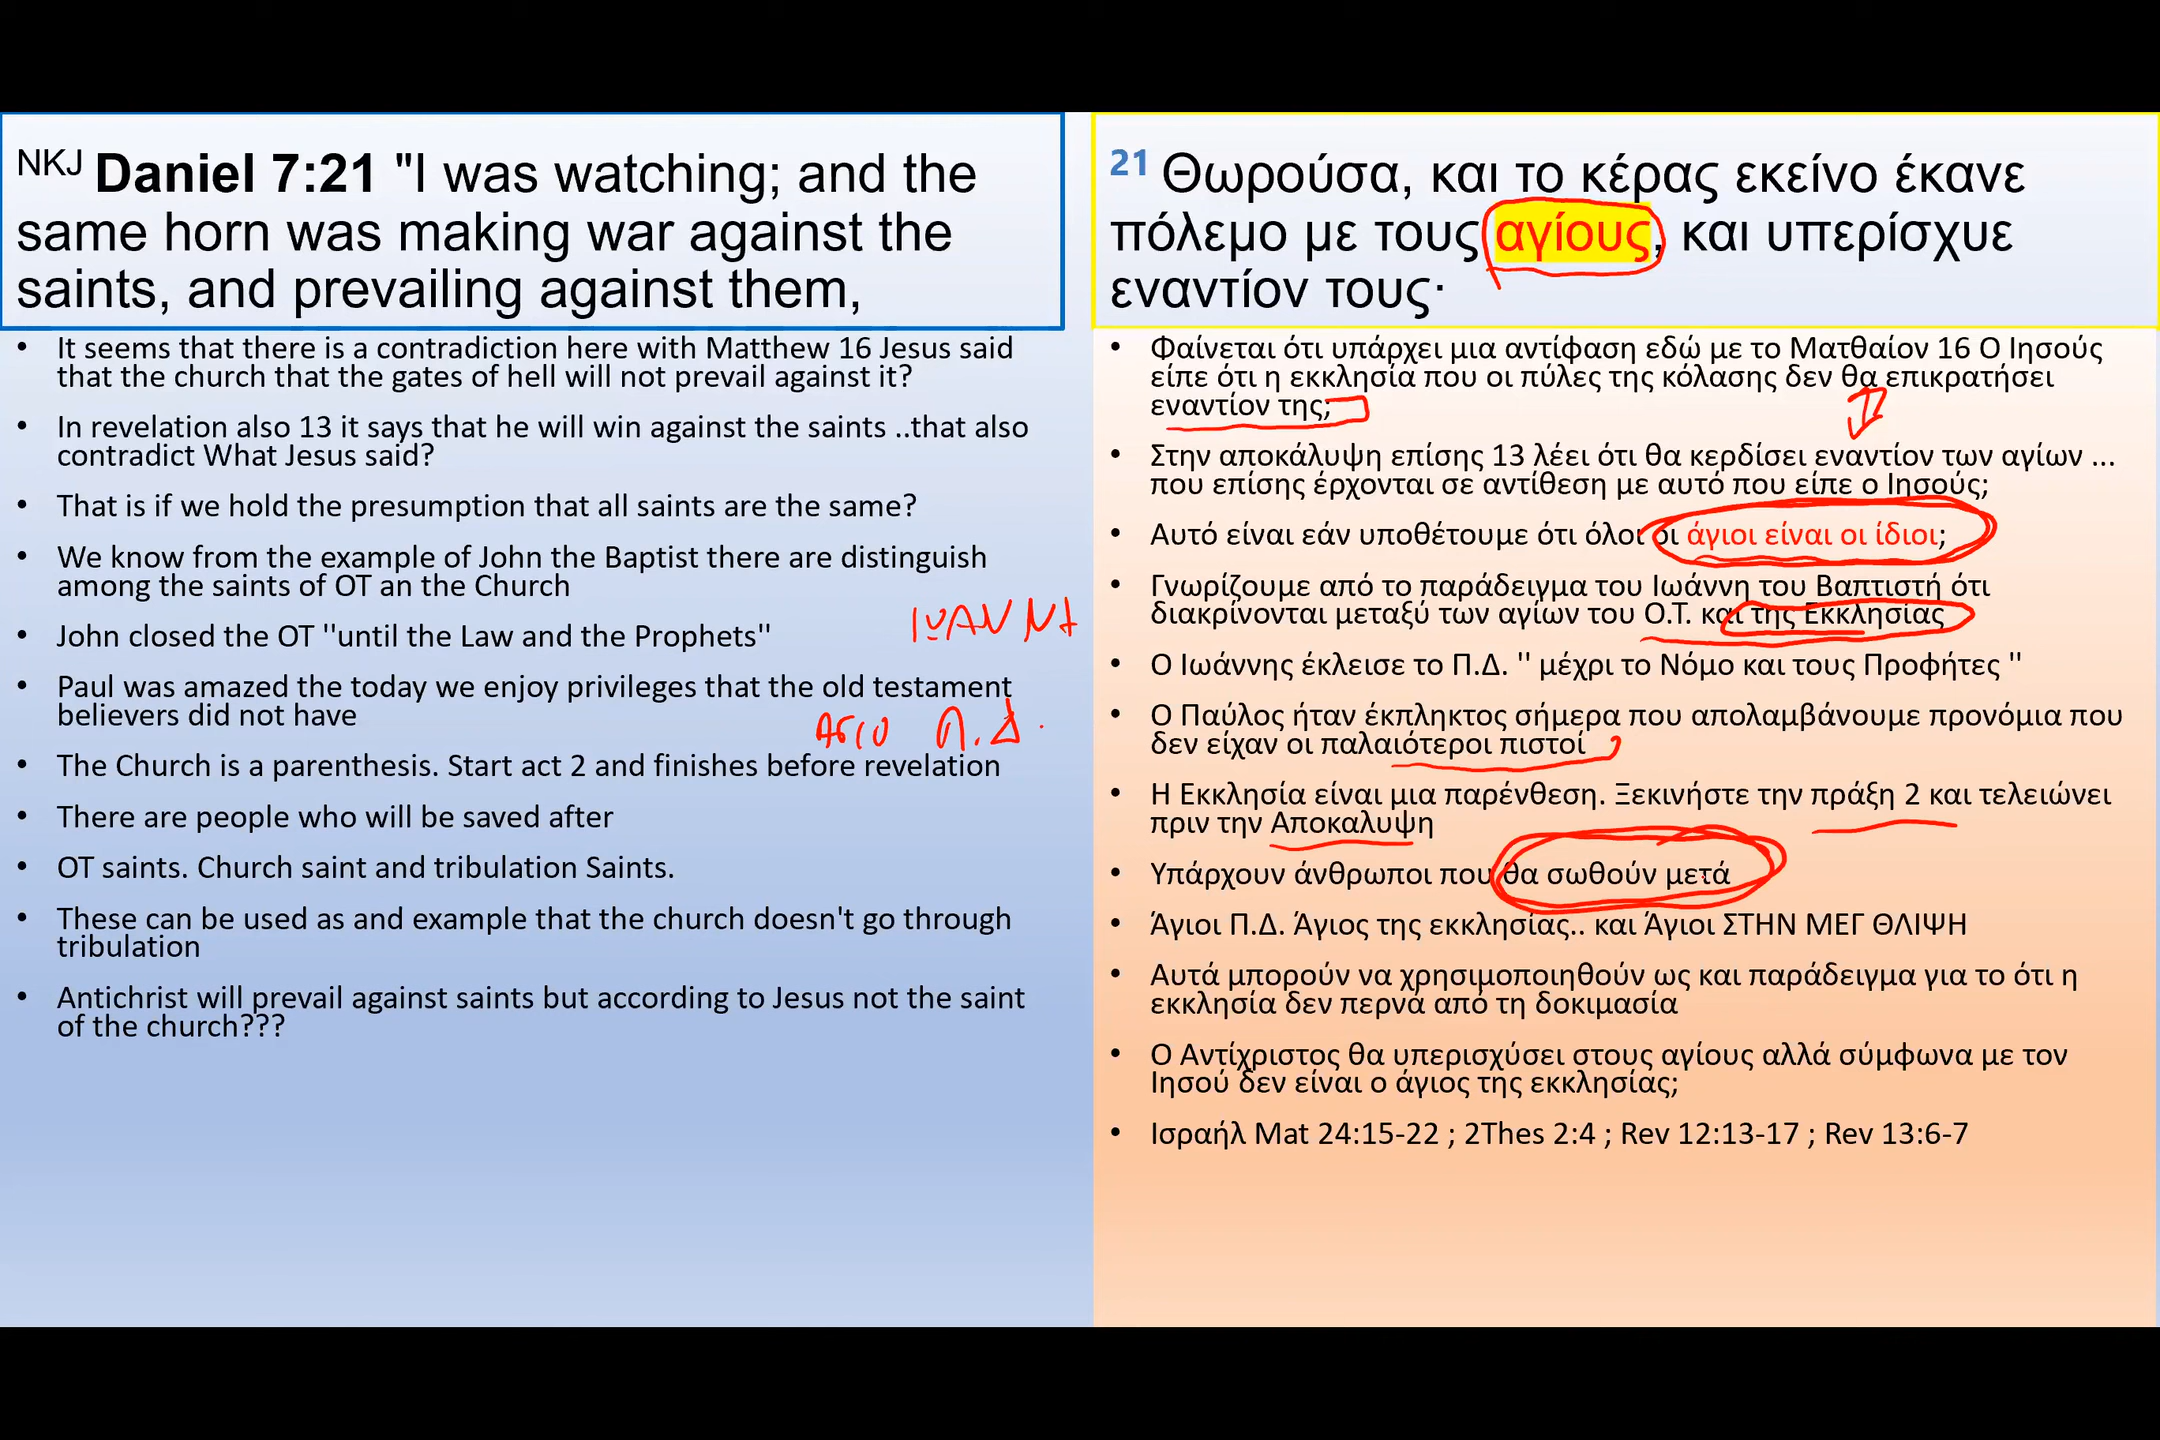 NKJ Daniel 7:21 "I was watching; and the
same horn was making war against the
saints, and prevailing against them,
• It seems that there is a contradiction here with Matthew 16 Jesus said
that the church that the gates of hell will not prevail against it?
• In revelation also 13 it says that he will win against the saints ..that also
contradict What Jesus said?
• That is if we hold the presumption that all saints are the same?
• We know from the example of John the Baptist there are distinguish
among the saints of OT an the Church
• John closed the OT ''until the Law and the Prophets''
ΙωΑΝΝΗ
• Paul was amazed the today we enjoy privileges that the old testament
believers did not have
Π.Δ.
• The Church is a parenthesis. Start act 2 and finishes before revelation
• There are people who will be saved after
• OT saints. Church saint and tribulation Saints.
• These can be used as and example that the church doesn't go through
tribulation
• Antichrist will prevail against saints but according to Jesus not the saint
of the church???
21 Θωρούσα, και το κέρας εκείνο έκανε
πόλεμο με τους αγίους, και υπερίσχυε
εναντίον τους·
• Φαίνεται ότι υπάρχει μια αντίφαση εδώ με το Ματθαίον 16 Ο Ιησούς
είπε ότι η εκκλησία που οι πύλες της κόλασης δεν θα επικρατήσει
εναντίον της;
• Στην αποκάλυψη επίσης 13 λέει ότι θα κερδίσει εναντίον των αγίων ...
που επίσης έρχονται σε αντίθεση με αυτό που είπε ο Ιησούς;
• Αυτό είναι εάν υποθέτουμε ότι όλοι οι άγιοι είναι οι ίδιοι;
• Γνωρίζουμε από το παράδειγμα του Ιωάννη του Βαπτιστή ότι
διακρίνονται μεταξύ των αγίων του Ο.Τ. και της Εκκλησίας
• Ο Ιωάννης έκλεισε το Π.Δ. '' μέχρι το Νόμο και τους Προφήτες ''
• Ο Παύλος ήταν έκπληκτος σήμερα που απολαμβάνουμε προνόμια που
δεν είχαν οι παλαιότεροι πιστοί
• Η Εκκλησία είναι μια παρένθεση. Ξεκινήστε την πράξη 2 και τελειώνει
πριν την Αποκαλυψη
• Υπάρχουν άνθρωποι που θα σωθούν μετά
• Άγιοι Π.Δ. Άγιος της εκκλησίας.. και Άγιοι ΣΤΗΝ ΜΕΓ ΘΛΙΨΗ
• Αυτά μπορούν να χρησιμοποιηθούν ως και παράδειγμα για το ότι η
εκκλησία δεν περνά από τη δοκιμασία
• Ο Αντίχριστος θα υπερισχύσει στους αγίους αλλά σύμφωνα με τον
Ιησού δεν είναι ο άγιος της εκκλησίας;
• Ισραήλ Mat 24:15-22 ; 2Thes 2:4 ; Rev 12:13-17 ; Rev 13:6-7